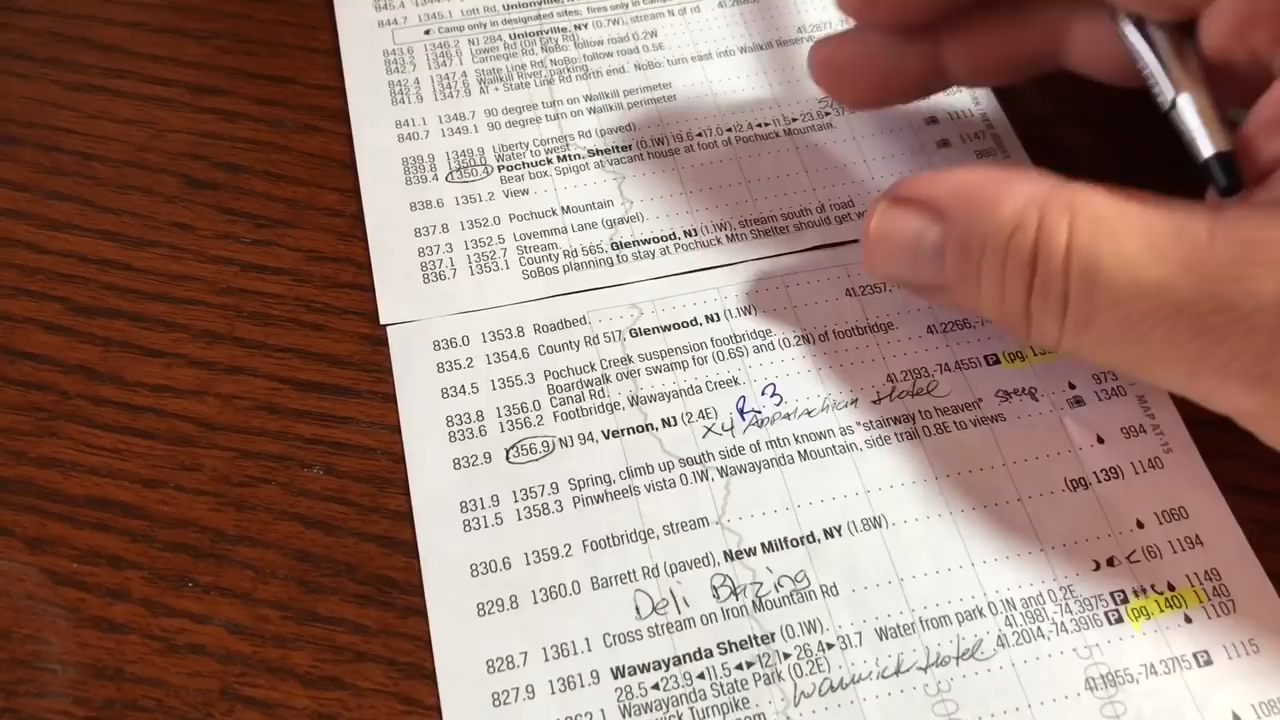 844.7 1345.1 Lott Rd, Unionville,
Camp only in designated sites; fires only in
843.6 1346.2 NJ 284, Unionville, NY (0.7W), stream N of rd
843.2 1346.6 Lower Rd (Oil City Rd)
842.7 1347.1 Carnegie Rd, NoBo: follow road 0.2W
842.4 1347.4 State Line Rd, NoBo: follow road 0.5E
842.2 1347.6 Wallkill River, parking
841.9 1347.9 AT + State Line Rd north end. NoBo: turn east into Wallkill Reserve
841.1 1348.7 90 degree turn on Wallkill perimeter
840.7 1349.1 90 degree turn on Wallkill perimeter
839.9 1349.9 Liberty Corners Rd (paved)
839.8 1350.0 Water to west
1111
839.4 1350.4 Pochuck Mtn. Shelter (0.1W) 19.6◄17.0◄12.4◄►11.5►23.6►37.
Bear box. Spigot at vacant house at foot of Pochuck Mountain.
1147
838.6 1351.2 View
837.8 1352.0 Pochuck Mountain
837.3 1352.5 Lovemma Lane (gravel)
837.1 1352.7 Stream
836.7 1353.1 County Rd 565, Glenwood, NJ (1.1W), stream south of road
SoBos planning to stay at Pochuck Mtn Shelter should get
836.0 1353.8 Roadbed
835.2 1354.6 County Rd 517, Glenwood, NJ (1.1W) 41.2357,-
834.5 1355.3 Pochuck Creek suspension footbridge
Boardwalk over swamp for (0.6S) and (0.2N) of footbridge.
833.8 1356.0 Canal Rd 41.2266,-
833.6 1356.2 Footbridge, Wawayanda Creek
R 3
832.9 1356.9 NJ 94, Vernon, NJ (2.4E) 41.2193,-74.4551 P
x4 Appalachian Hotel steep
831.9 1357.9 Spring, climb up south side of mtn known as "stairway to heaven" 973
831.5 1358.3 Pinwheels vista 0.1W, Wawayanda Mountain, side trail 0.8E to views 1340
MAP AT-15
830.6 1359.2 Footbridge, stream 994
829.8 1360.0 Barrett Rd (paved), New Milford, NY (1.8W) (pg. 139) 1140
Deli Blazing
828.7 1361.1 Cross stream on Iron Mountain Rd 1060
827.9 1361.9 Wawayanda Shelter (0.1W) (6) 1194
28.5◄23.9◄11.5◄►12.1►26.4►31.7 Water from park 0.1N and 0.2E
Wawayanda State Park (0.2E) 41.1981,-74.3975 P 1149
Turnpike 41.2014,-74.3916 P (pg. 140) 1140
Warwick Hotel
1107
41.1955,-74.3715 P 1115